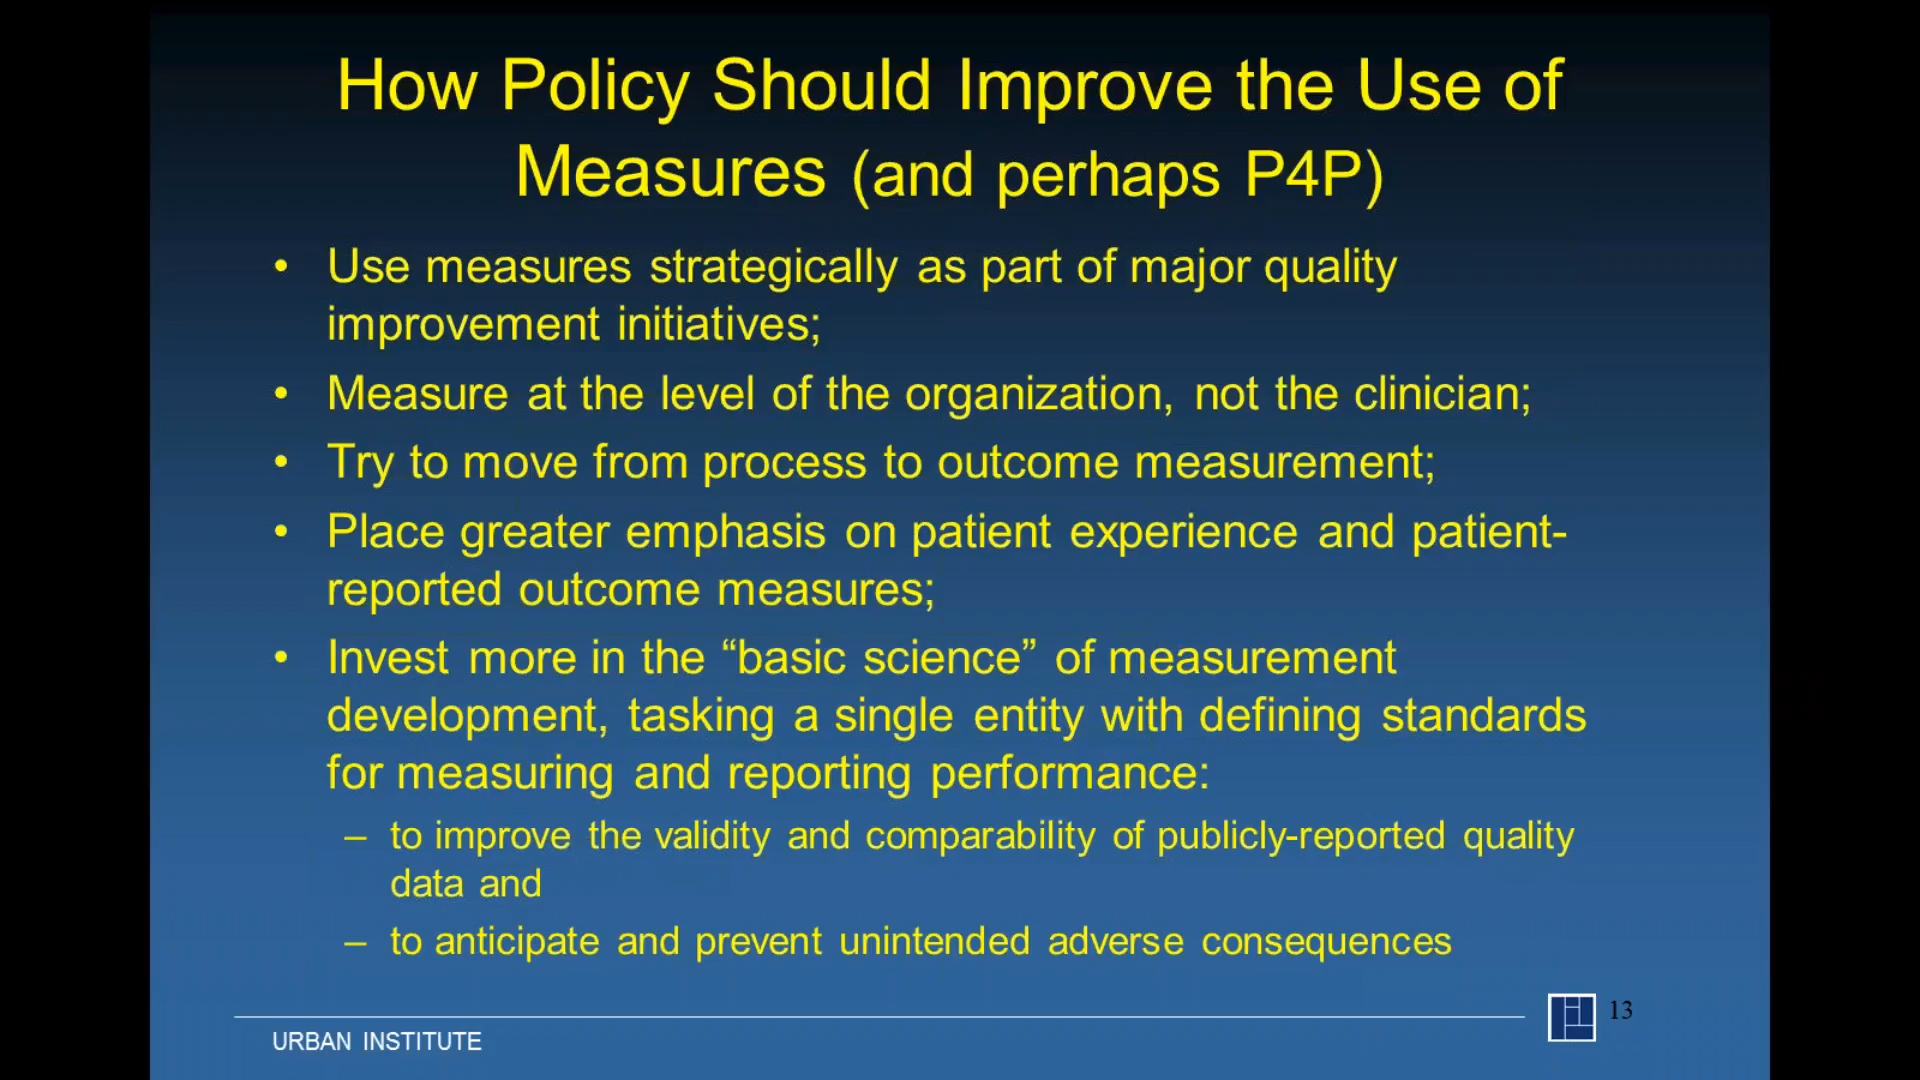 How Policy Should Improve the Use of
Measures (and perhaps P4P)
• Use measures strategically as part of major quality
improvement initiatives;
• Measure at the level of the organization, not the clinician;
• Try to move from process to outcome measurement;
• Place greater emphasis on patient experience and patient-
reported outcome measures;
• Invest more in the “basic science” of measurement
development, tasking a single entity with defining standards
for measuring and reporting performance:
– to improve the validity and comparability of publicly-reported quality
data and
– to anticipate and prevent unintended adverse consequences
URBAN INSTITUTE
13